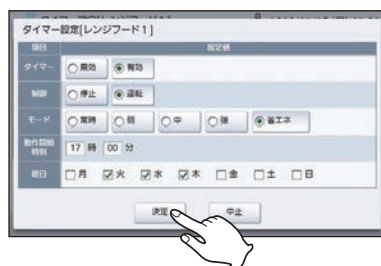 タイマー設定[レンジフード1]
項目 設定値
タイマー 無効 有効
制御 停止 運転
モード 常時 弱 中 強 省エネ
動作開始時刻 17 時 00 分
曜日 月 火 水 木 金 土 日
決定 中止